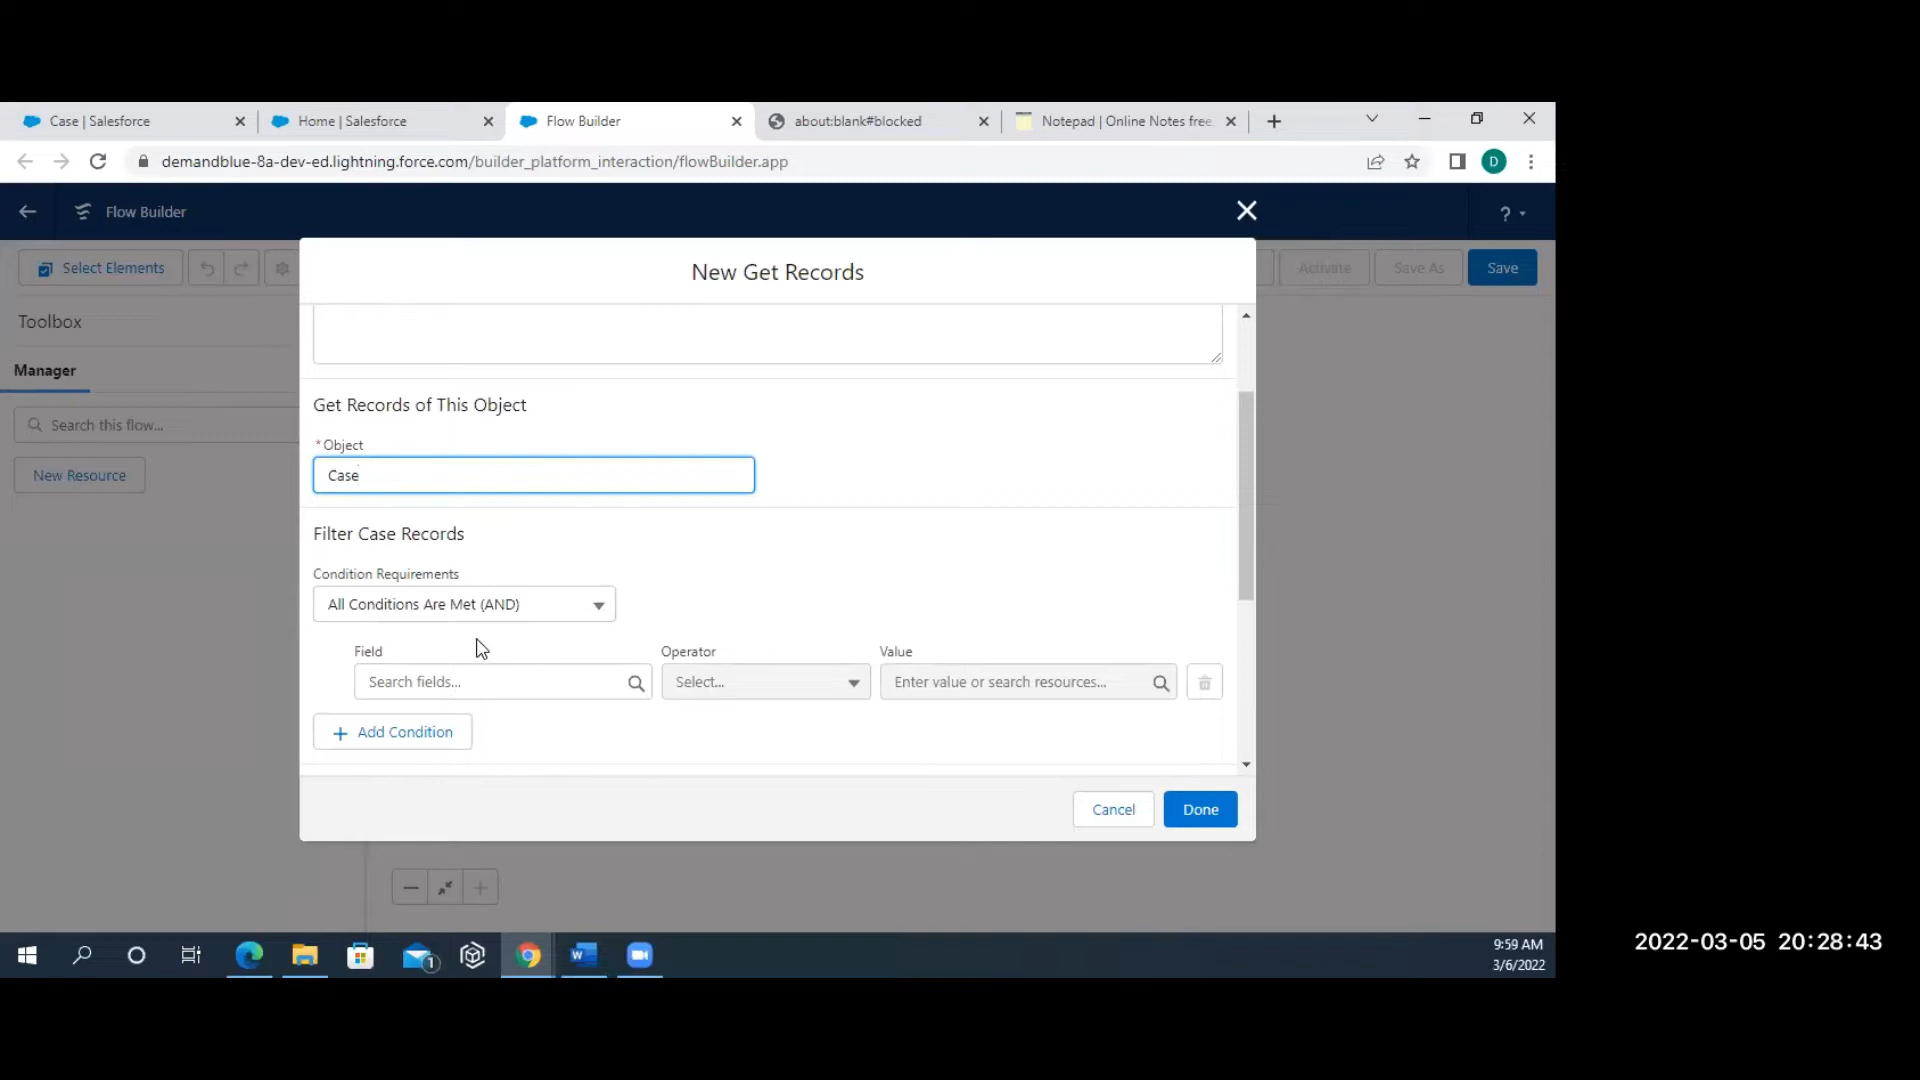 Case | Salesforce
Home | Salesforce
Flow Builder
about:blank#blocked
Notepad | Online Notes free
demandblue-8a-dev-ed.lightning.force.com/builder_platform_interaction/flowBuilder.app
D
Flow Builder
?
Select Elements
Activate
Save As
Save
New Get Records
Toolbox
Manager
Search this flow...
New Resource
Get Records of This Object
*Object
Case
Filter Case Records
Condition Requirements
All Conditions Are Met (AND)
Field
Operator
Value
Search fields...
Select...
Enter value or search resources...
+ Add Condition
Cancel
Done
1
9:59 AM
3/6/2022
2022-03-05 20:28:43